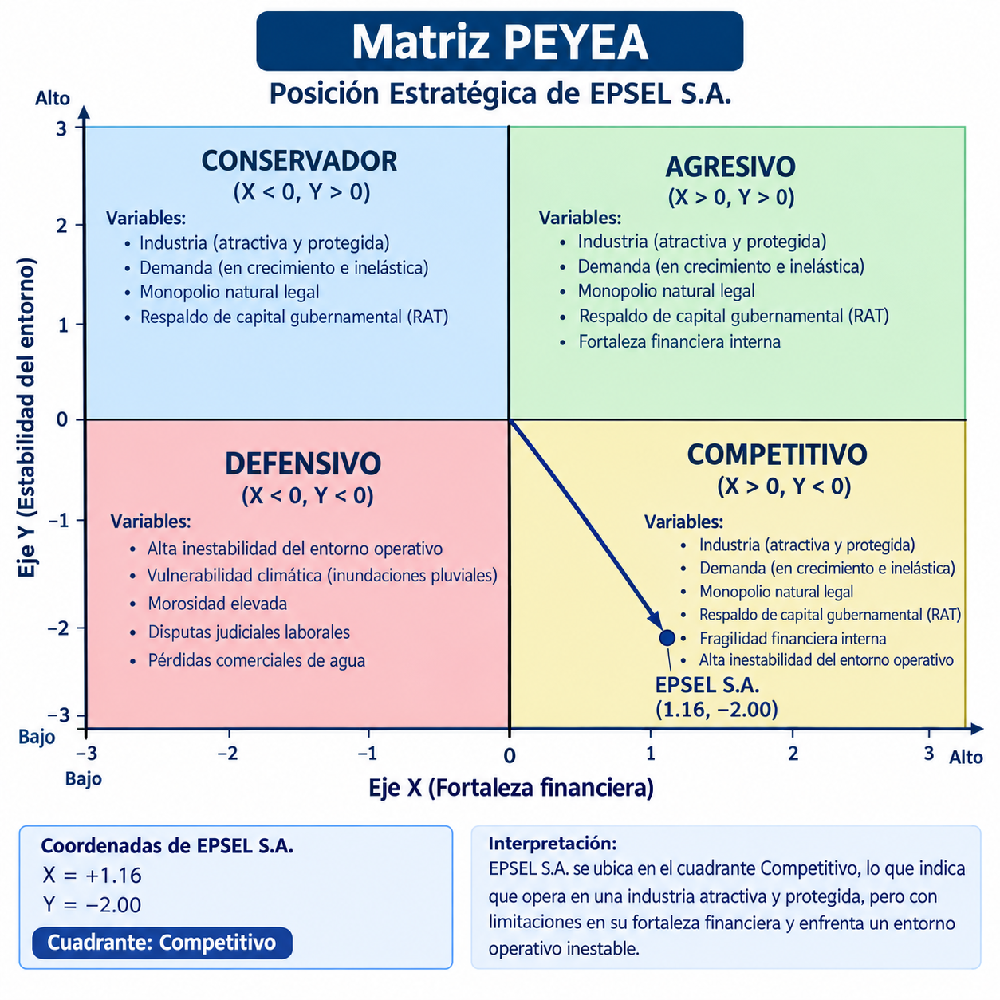 Matriz PEYEA
Posición Estratégica de EPSEL S.A.
Alto
3
2
1
0
−1
−2
−3
Bajo
Eje Y (Estabilidad del entorno)
CONSERVADOR
(X < 0, Y > 0)
Variables:
• Industria (atractiva y protegida)
• Demanda (en crecimiento e inelástica)
• Monopolio natural legal
• Respaldo de capital gubernamental (RAT)
AGRESIVO
(X > 0, Y > 0)
Variables:
• Industria (atractiva y protegida)
• Demanda (en crecimiento e inelástica)
• Monopolio natural legal
• Respaldo de capital gubernamental (RAT)
• Fortaleza financiera interna
DEFENSIVO
(X < 0, Y < 0)
Variables:
• Alta inestabilidad del entorno operativo
• Vulnerabilidad climática (inundaciones pluviales)
• Morosidad elevada
• Disputas judiciales laborales
• Pérdidas comerciales de agua
COMPETITIVO
(X > 0, Y < 0)
Variables:
• Industria (atractiva y protegida)
• Demanda (en crecimiento e inelástica)
• Monopolio natural legal
• Respaldo de capital gubernamental (RAT)
• Fragilidad financiera interna
• Alta inestabilidad del entorno operativo
EPSEL S.A.
(1.16, −2.00)
−3 −2 −1 0 1 2 3 Alto
Bajo
Eje X (Fortaleza financiera)
Coordenadas de EPSEL S.A.
X = +1.16
Y = −2.00
Cuadrante: Competitivo
Interpretación:
EPSEL S.A. se ubica en el cuadrante Competitivo, lo que indica
que opera en una industria atractiva y protegida, pero con
limitaciones en su fortaleza financiera y enfrenta un entorno
operativo inestable.